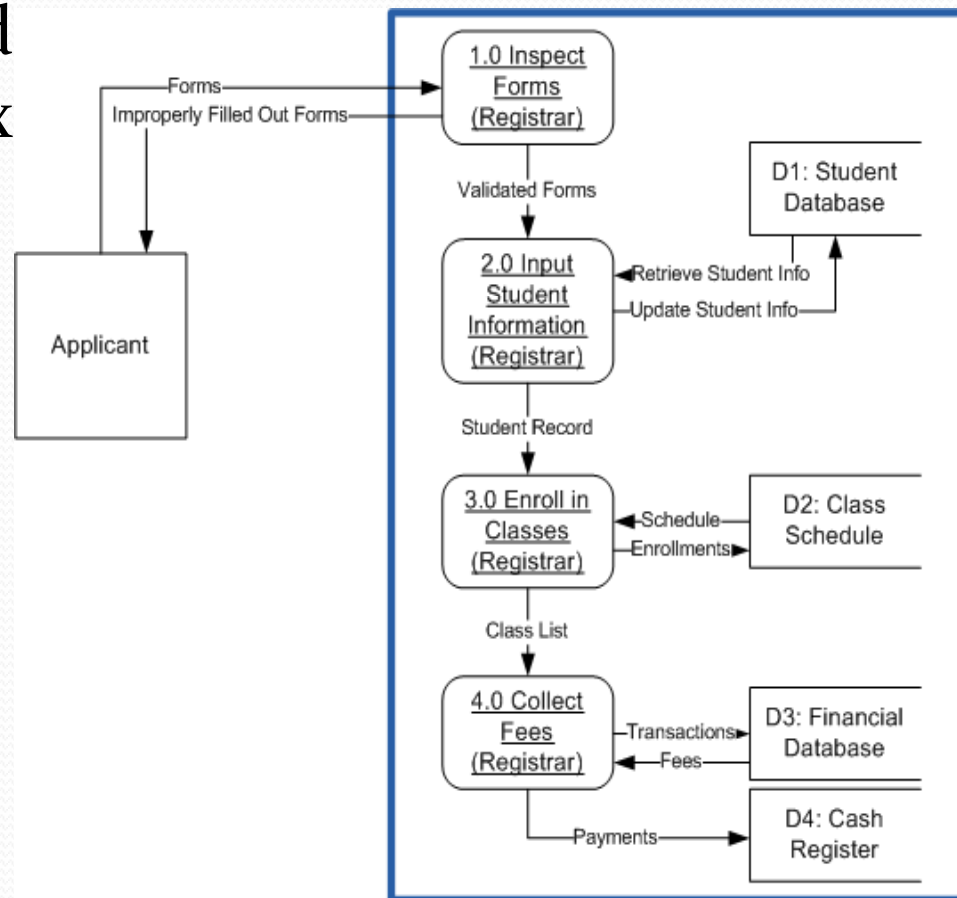 1.0 Inspect
Forms
(Registrar)
Forms
Improperly Filled Out Forms
Validated Forms
D1: Student
Database
2.0 Input
Student
Information
(Registrar)
Retrieve Student Info
Update Student Info
Applicant
Student Record
3.0 Enroll in
Classes
(Registrar)
Schedule
Enrollments
D2: Class
Schedule
Class List
4.0 Collect
Fees
(Registrar)
Transactions
Fees
D3: Financial
Database
Payments
D4: Cash
Register